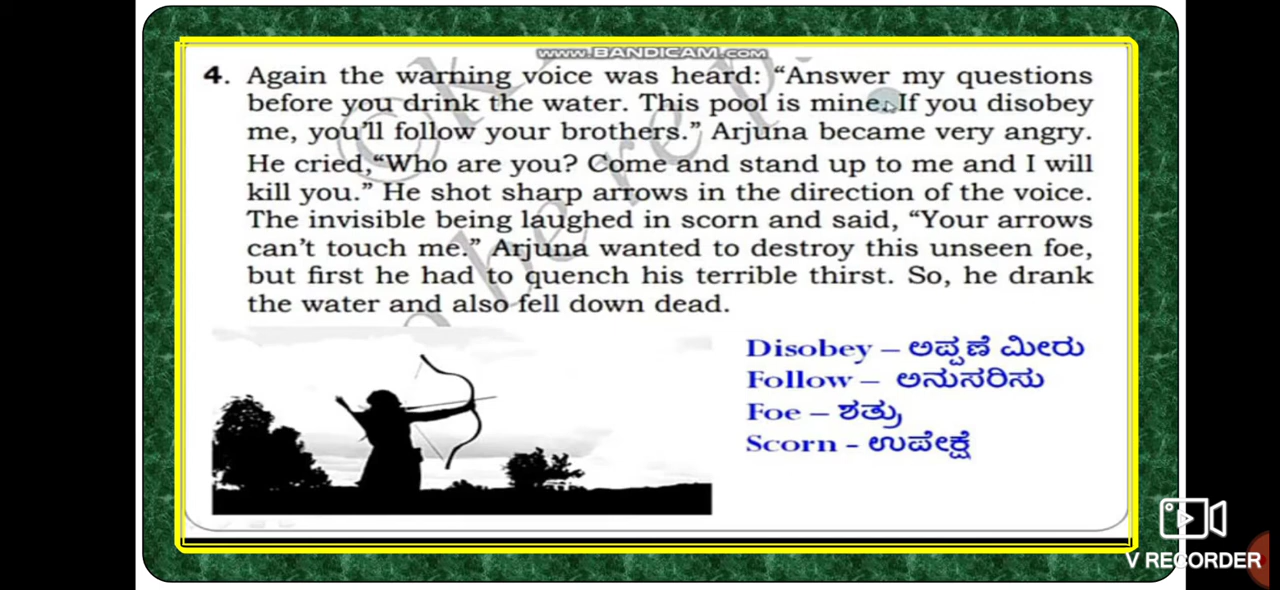 www.BANDICAM.com
4. Again the warning voice was heard: “Answer my questions
before you drink the water. This pool is mine. If you disobey
me, you’ll follow your brothers.” Arjuna became very angry.
He cried,“Who are you? Come and stand up to me and I will
kill you.” He shot sharp arrows in the direction of the voice.
The invisible being laughed in scorn and said, “Your arrows
can’t touch me.” Arjuna wanted to destroy this unseen foe,
but first he had to quench his terrible thirst. So, he drank
the water and also fell down dead.
Disobey – ಅಪ್ಪಣೆ ಮೀರು
Follow – ಅನುಸರಿಸು
Foe – ಶತ್ರು
Scorn - ಉಪೇಕ್ಷೆ
V RECORDER